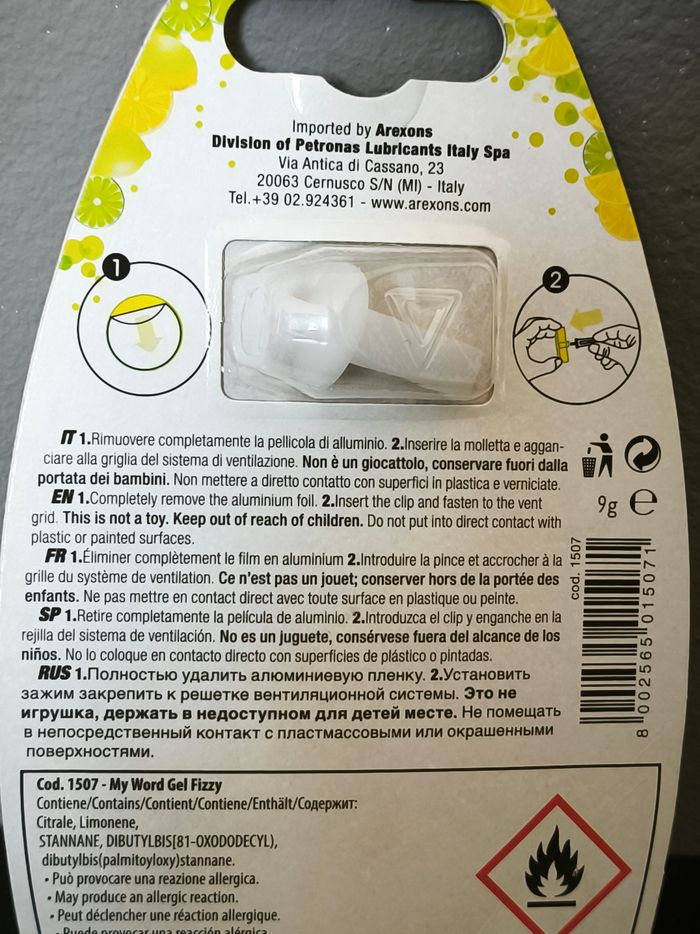 Imported by Arexons
Division of Petronas Lubricants Italy Spa
Via Antica di Cassano, 23
20063 Cernusco S/N (MI) - Italy
Tel.+39 02.924361 - www.arexons.com
1
2
IT 1.Rimuovere completamente la pellicola di alluminio. 2.Inserire la molletta e aggan-
ciare alla griglia del sistema di ventilazione. Non è un giocattolo, conservare fuori dalla
portata dei bambini. Non mettere a diretto contatto con superfici in plastica e verniciate.
EN 1.Completely remove the aluminium foil. 2.Insert the clip and fasten to the vent
grid. This is not a toy. Keep out of reach of children. Do not put into direct contact with
plastic or painted surfaces.
FR 1.Éliminer complètement le film en aluminium 2.Introduire la pince et accrocher à la
grille du système de ventilation. Ce n'est pas un jouet; conserver hors de la portée des
enfants. Ne pas mettre en contact direct avec toute surface en plastique ou peinte.
SP 1.Retire completamente la película de aluminio. 2.Introduzca el clip y enganche en la
rejilla del sistema de ventilación. No es un juguete, consérvese fuera del alcance de los
niños. No lo coloque en contacto directo con superficies de plástico o pintadas.
RUS 1.Полностью удалить алюминиевую пленку. 2.Установить
зажим закрепить к решетке вентиляционной системы. Это не
игрушка, держать в недоступном для детей месте. Не помещать
в непосредственный контакт с пластмассовыми или окрашенными
поверхностями.
9g e
cod. 1507
8 002565 015071
Cod. 1507 - My Word Gel Fizzy
Contiene/Contains/Contient/Contiene/Enthält/Содержит:
Citrale, Limonene,
STANNANE, DIBUTYLBIS[81-OXODODECYL),
dibutylbis(palmitoyloxy)stannane.
• Può provocare una reazione allergica.
• May produce an allergic reaction.
• Peut déclencher une réaction allergique.
• Puede provocar una reacción alérgica.